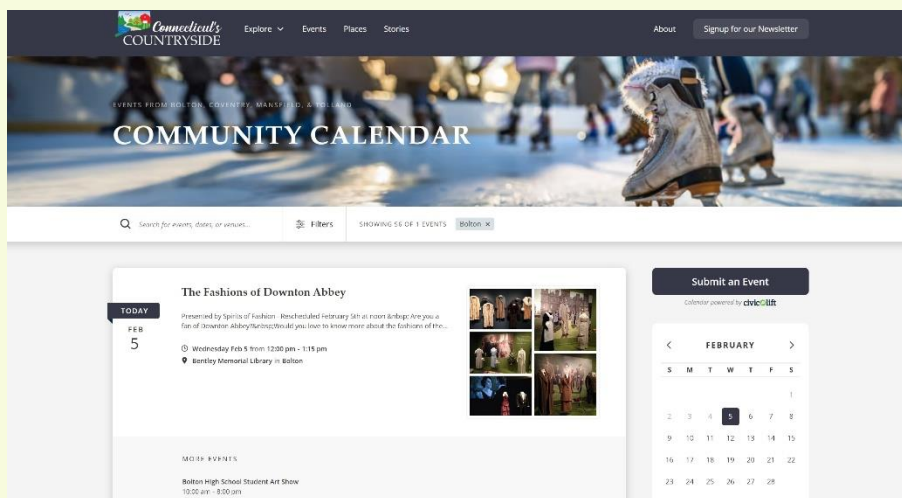 Connecticut's
COUNTRYSIDE
Explore
Events
Places
Stories
About
Signup for our Newsletter
EVENTS FROM BOLTON, COVENTRY, MANSFIELD, & TOLLAND
COMMUNITY CALENDAR
Search for events, dates, or venues...
Filters
SHOWING 56 OF 1 EVENTS
Bolton ×
TODAY
FEB
5
The Fashions of Downton Abbey
Presented by Spirits of Fashion - Rescheduled February 5th at noon &nbsp; Are you a
fan of Downton Abbey?&nbsp;Would you love to know more about the fashions of the...
Wednesday Feb 5 from 12:00 pm - 1:15 pm
Bentley Memorial Library in Bolton
MORE EVENTS
Bolton High School Student Art Show
10:00 am - 8:00 pm
Submit an Event
Calendar powered by civiclift
< FEBRUARY >
S M T W T F S
1
2 3 4 5 6 7 8
9 10 11 12 13 14 15
16 17 18 19 20 21 22
23 24 25 26 27 28